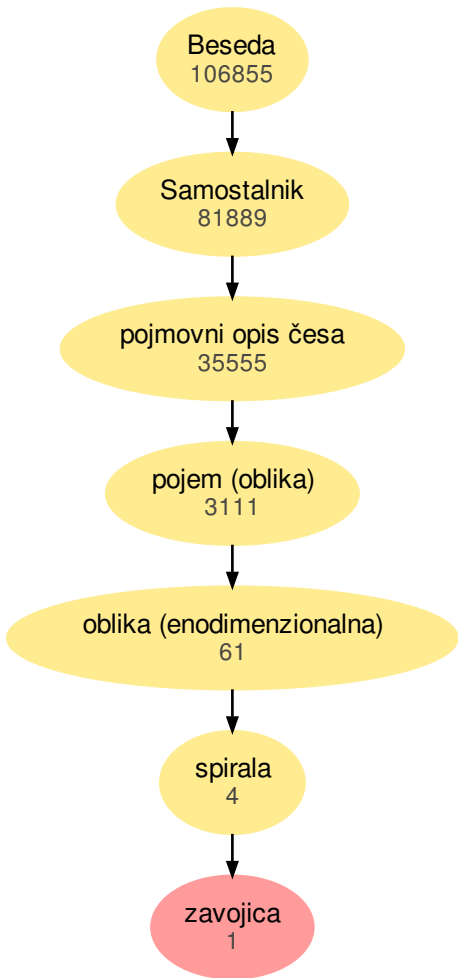 Beseda
106855
Samostalnik
81889
pojmovni opis česa
35555
pojem (oblika)
3111
oblika (enodimenzionalna)
61
spirala
4
zavojica
1